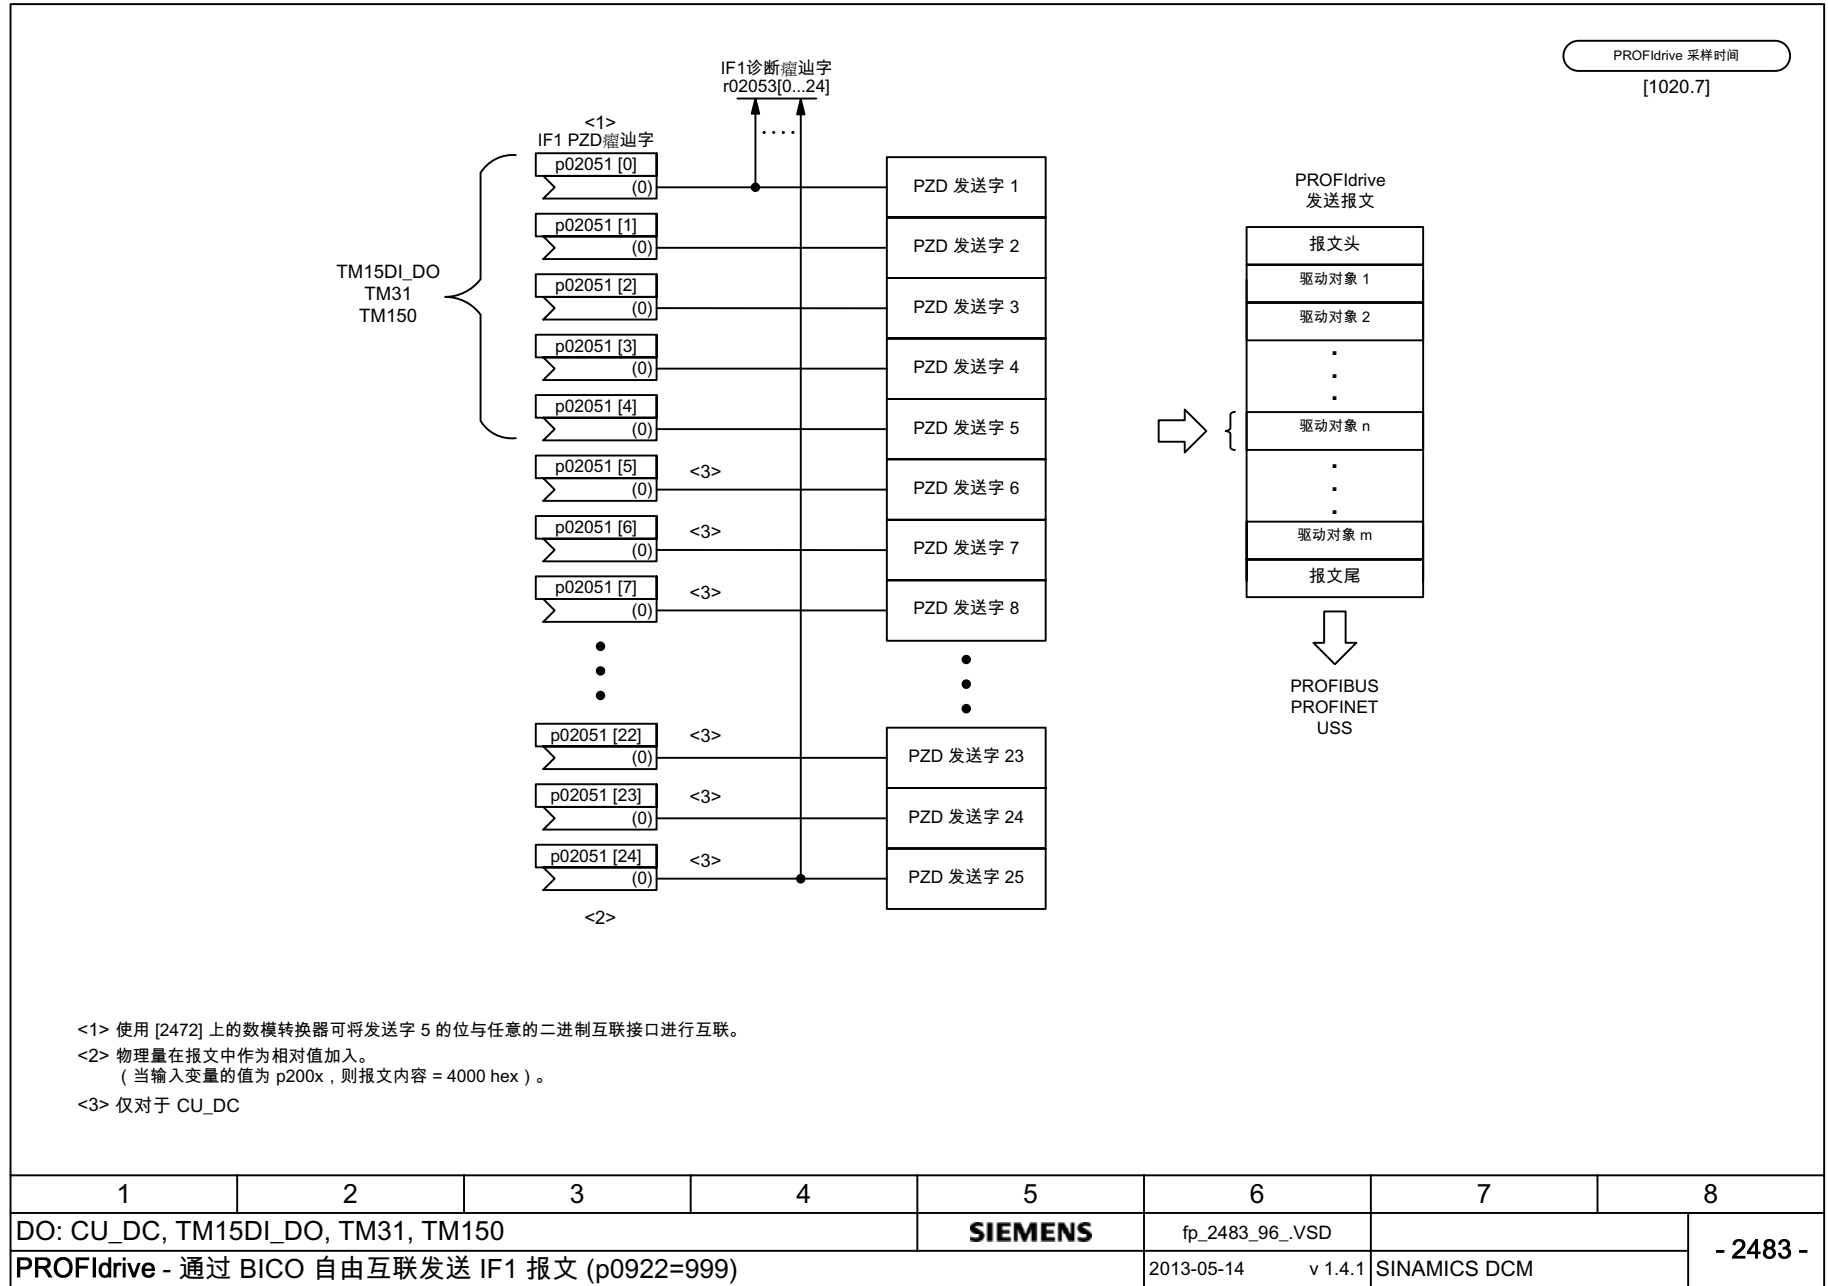 PROFIdrive 采样时间
[1020.7]
IF1诊断癯辿字
r02053[0...24]
<1>
IF1 PZD癯辿字
p02051 [0]
(0)
PZD 发送字 1
p02051 [1]
(0)
PZD 发送字 2
p02051 [2]
(0)
PZD 发送字 3
p02051 [3]
(0)
PZD 发送字 4
p02051 [4]
(0)
PZD 发送字 5
p02051 [5]
<3>
(0)
PZD 发送字 6
p02051 [6]
<3>
(0)
PZD 发送字 7
p02051 [7]
<3>
(0)
PZD 发送字 8
p02051 [22]
<3>
(0)
PZD 发送字 23
p02051 [23]
<3>
(0)
PZD 发送字 24
p02051 [24]
<3>
(0)
PZD 发送字 25
<2>
TM15DI_DO
TM31
TM150
PROFIdrive
发送报文
报文头
驱动对象 1
驱动对象 2
驱动对象 n
驱动对象 m
报文尾
PROFIBUS
PROFINET
USS
<1> 使用 [2472] 上的数模转换器可将发送字 5 的位与任意的二进制互联接口进行互联。
<2> 物理量在报文中作为相对值加入。
（当输入变量的值为 p200x，则报文内容 = 4000 hex）。
<3> 仅对于 CU_DC
1 2 3 4 5 6 7 8
DO: CU_DC, TM15DI_DO, TM31, TM150
SIEMENS
fp_2483_96_.VSD
- 2483 -
PROFIdrive - 通过 BICO 自由互联发送 IF1 报文 (p0922=999)
2013-05-14 v 1.4.1
SINAMICS DCM